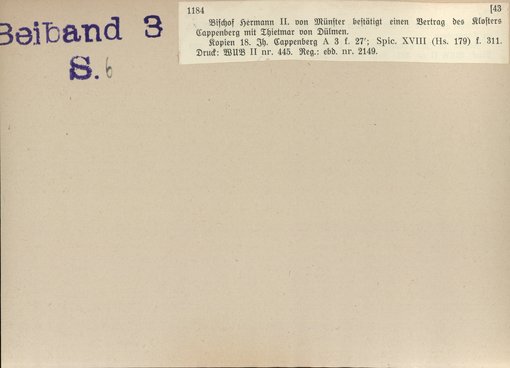 Beiband 3
S. 6
1184 [43
Bischof Hermann II. von Münster bestätigt einen Vertrag des Klosters
Cappenberg mit Thietmar von Dülmen.
Kopien 18. Jh. Cappenberg A 3 f. 27'; Spic. XVIII (Hs. 179) f. 311.
Druck: WUB II nr. 445. Reg.: ebd. nr. 2149.